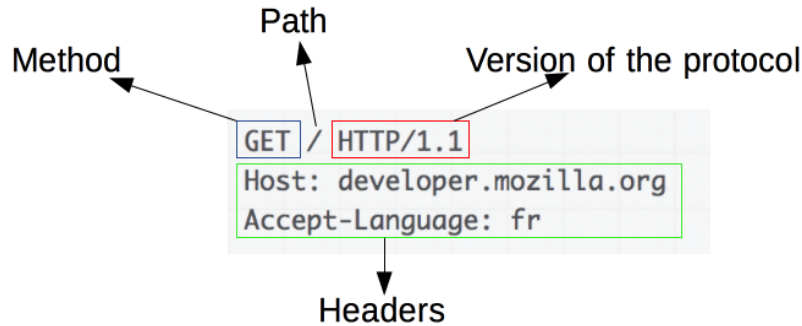 Path
Method
Version of the protocol
GET / HTTP/1.1
Host: developer.mozilla.org
Accept-Language: fr
Headers